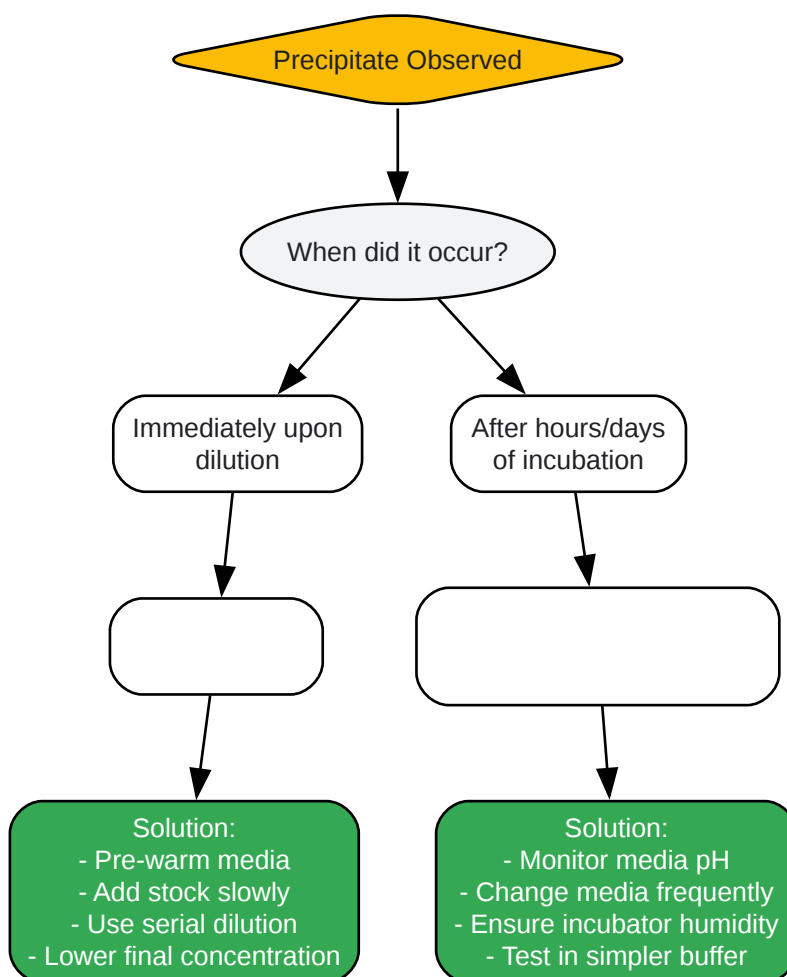 Precipitate Observed
When did it occur?
Immediately upon
dilution
After hours/days
of incubation
Solution:
- Pre-warm media
- Add stock slowly
- Use serial dilution
- Lower final concentration
Solution:
- Monitor media pH
- Change media frequently
- Ensure incubator humidity
- Test in simpler buffer